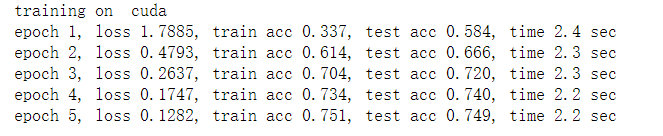 training on  cuda
epoch 1, loss 1.7885, train acc 0.337, test acc 0.584, time 2.4 sec
epoch 2, loss 0.4793, train acc 0.614, test acc 0.666, time 2.3 sec
epoch 3, loss 0.2637, train acc 0.704, test acc 0.720, time 2.3 sec
epoch 4, loss 0.1747, train acc 0.734, test acc 0.740, time 2.2 sec
epoch 5, loss 0.1282, train acc 0.751, test acc 0.749, time 2.2 sec